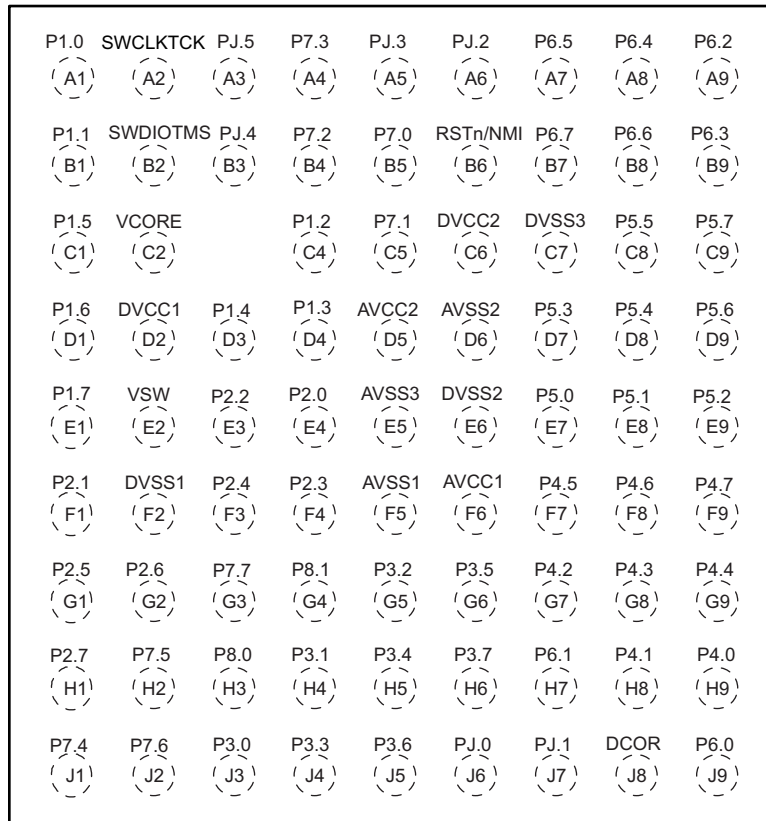 P1.0 SWCLKTCK PJ.5 P7.3 PJ.3 PJ.2 P6.5 P6.4 P6.2
A1 A2 A3 A4 A5 A6 A7 A8 A9
P1.1 SWDIOTMS PJ.4 P7.2 P7.0 RSTn/NMI P6.7 P6.6 P6.3
B1 B2 B3 B4 B5 B6 B7 B8 B9
P1.5 VCORE P1.2 P7.1 DVCC2 DVSS3 P5.5 P5.7
C1 C2 C4 C5 C6 C7 C8 C9
P1.6 DVCC1 P1.4 P1.3 AVCC2 AVSS2 P5.3 P5.4 P5.6
D1 D2 D3 D4 D5 D6 D7 D8 D9
P1.7 VSW P2.2 P2.0 AVSS3 DVSS2 P5.0 P5.1 P5.2
E1 E2 E3 E4 E5 E6 E7 E8 E9
P2.1 DVSS1 P2.4 P2.3 AVSS1 AVCC1 P4.5 P4.6 P4.7
F1 F2 F3 F4 F5 F6 F7 F8 F9
P2.5 P2.6 P7.7 P8.1 P3.2 P3.5 P4.2 P4.3 P4.4
G1 G2 G3 G4 G5 G6 G7 G8 G9
P2.7 P7.5 P8.0 P3.1 P3.4 P3.7 P6.1 P4.1 P4.0
H1 H2 H3 H4 H5 H6 H7 H8 H9
P7.4 P7.6 P3.0 P3.3 P3.6 PJ.0 PJ.1 DCOR P6.0
J1 J2 J3 J4 J5 J6 J7 J8 J9